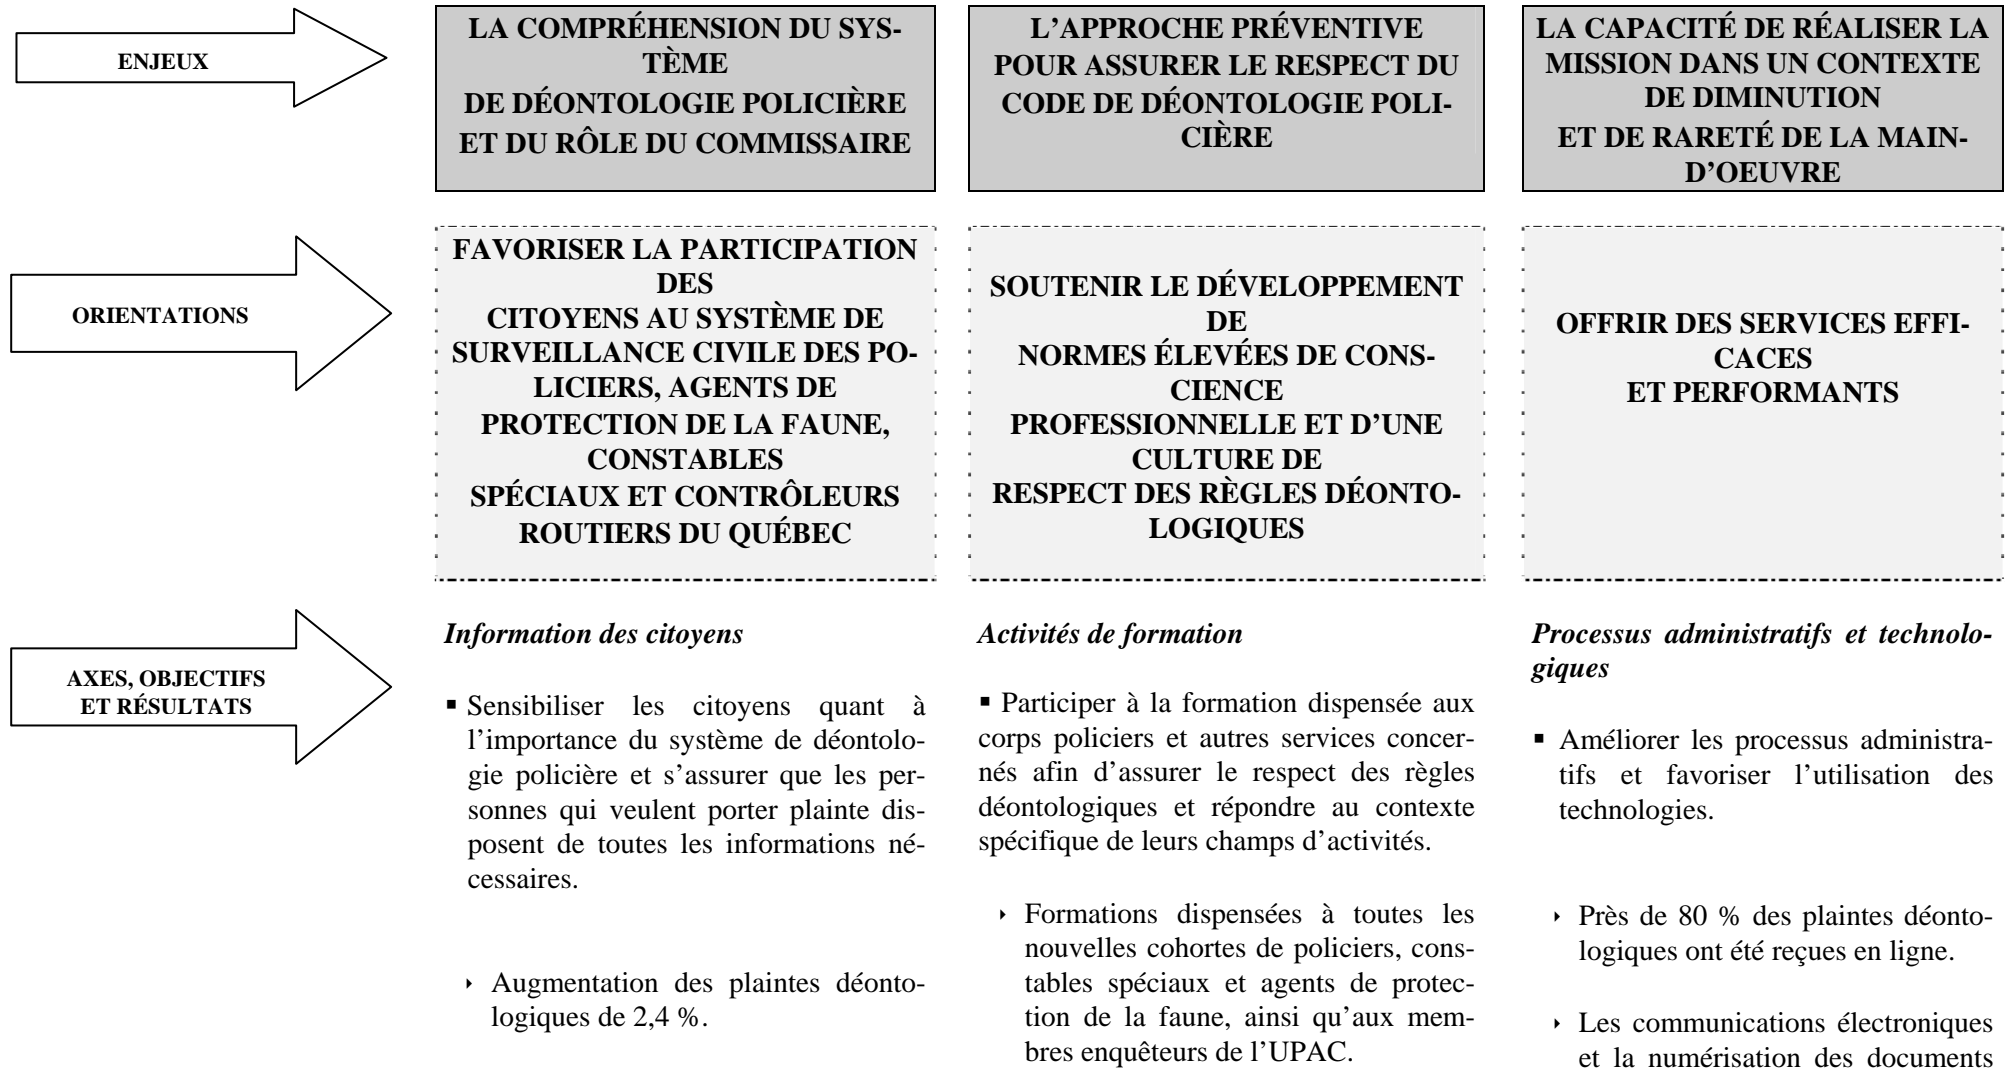 ENJEUX
LA COMPRÉHENSION DU SYS-
TÈME
DE DÉONTOLOGIE POLICIÈRE
ET DU RÔLE DU COMMISSAIRE
L’APPROCHE PRÉVENTIVE
POUR ASSURER LE RESPECT DU
CODE DE DÉONTOLOGIE POLI-
CIÈRE
LA CAPACITÉ DE RÉALISER LA
MISSION DANS UN CONTEXTE
DE DIMINUTION
ET DE RARETÉ DE LA MAIN-
D’OEUVRE
ORIENTATIONS
FAVORISER LA PARTICIPATION
DES
CITOYENS AU SYSTÈME DE
SURVEILLANCE CIVILE DES PO-
LICIERS, AGENTS DE
PROTECTION DE LA FAUNE,
CONSTABLES
SPÉCIAUX ET CONTRÔLEURS
ROUTIERS DU QUÉBEC
SOUTENIR LE DÉVELOPPEMENT
DE
NORMES ÉLEVÉES DE CONS-
CIENCE
PROFESSIONNELLE ET D’UNE
CULTURE DE
RESPECT DES RÈGLES DÉONTO-
LOGIQUES
OFFRIR DES SERVICES EFFI-
CACES
ET PERFORMANTS
AXES, OBJECTIFS
ET RÉSULTATS
Information des citoyens
▪ Sensibiliser les citoyens quant à
l’importance du système de déontolo-
gie policière et s’assurer que les per-
sonnes qui veulent porter plainte dis-
posent de toutes les informations né-
cessaires.
‣ Augmentation des plaintes déonto-
logiques de 2,4 %.
Activités de formation
▪ Participer à la formation dispensée aux
corps policiers et autres services concer-
nés afin d’assurer le respect des règles
déontologiques et répondre au contexte
spécifique de leurs champs d’activités.
‣ Formations dispensées à toutes les
nouvelles cohortes de policiers, cons-
tables spéciaux et agents de protec-
tion de la faune, ainsi qu’aux mem-
bres enquêteurs de l’UPAC.
Processus administratifs et technolo-
giques
▪ Améliorer les processus administra-
tifs et favoriser l’utilisation des
technologies.
‣ Près de 80 % des plaintes déonto-
logiques ont été reçues en ligne.
‣ Les communications électroniques
et la numérisation des documents